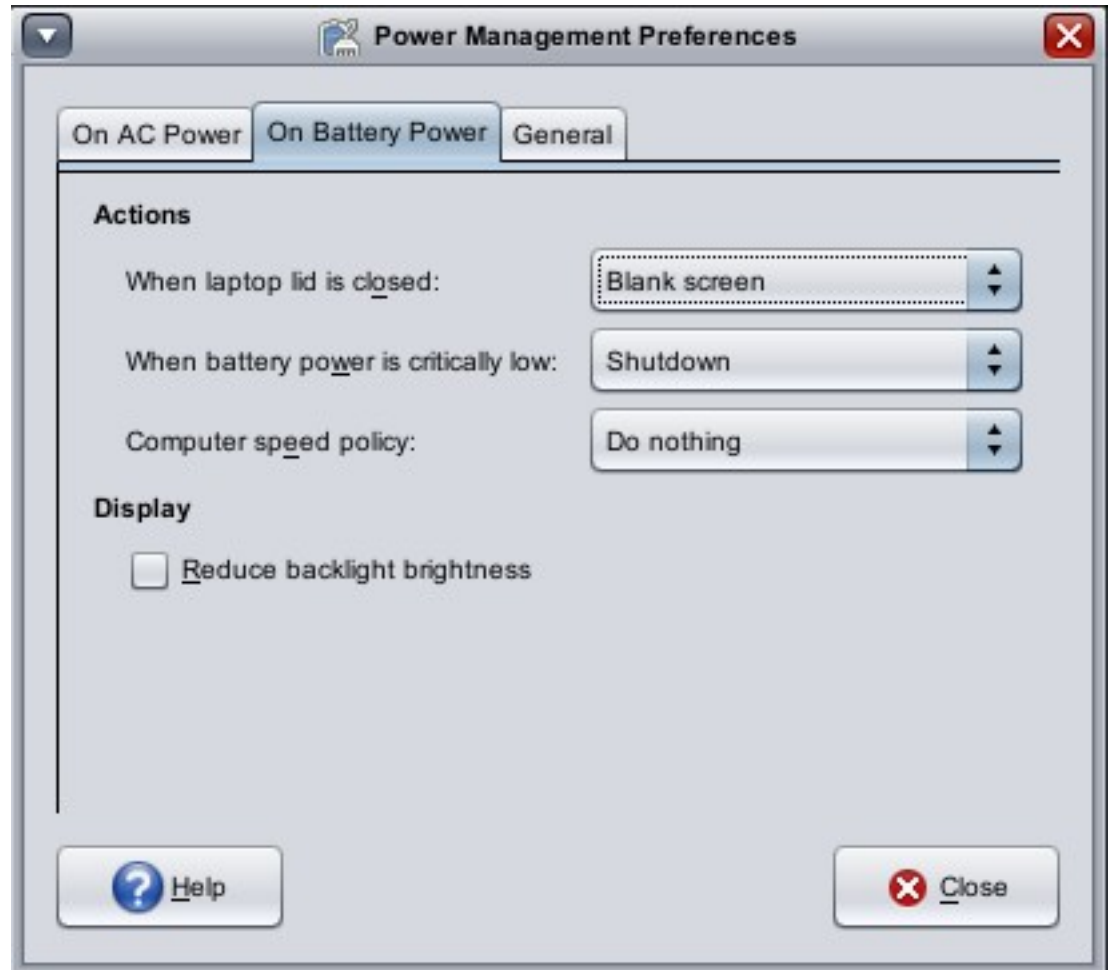 Power Management Preferences
On AC Power On Battery Power General
Actions
When laptop lid is closed: Blank screen
When battery power is critically low: Shutdown
Computer speed policy: Do nothing
Display
Reduce backlight brightness
Help Close